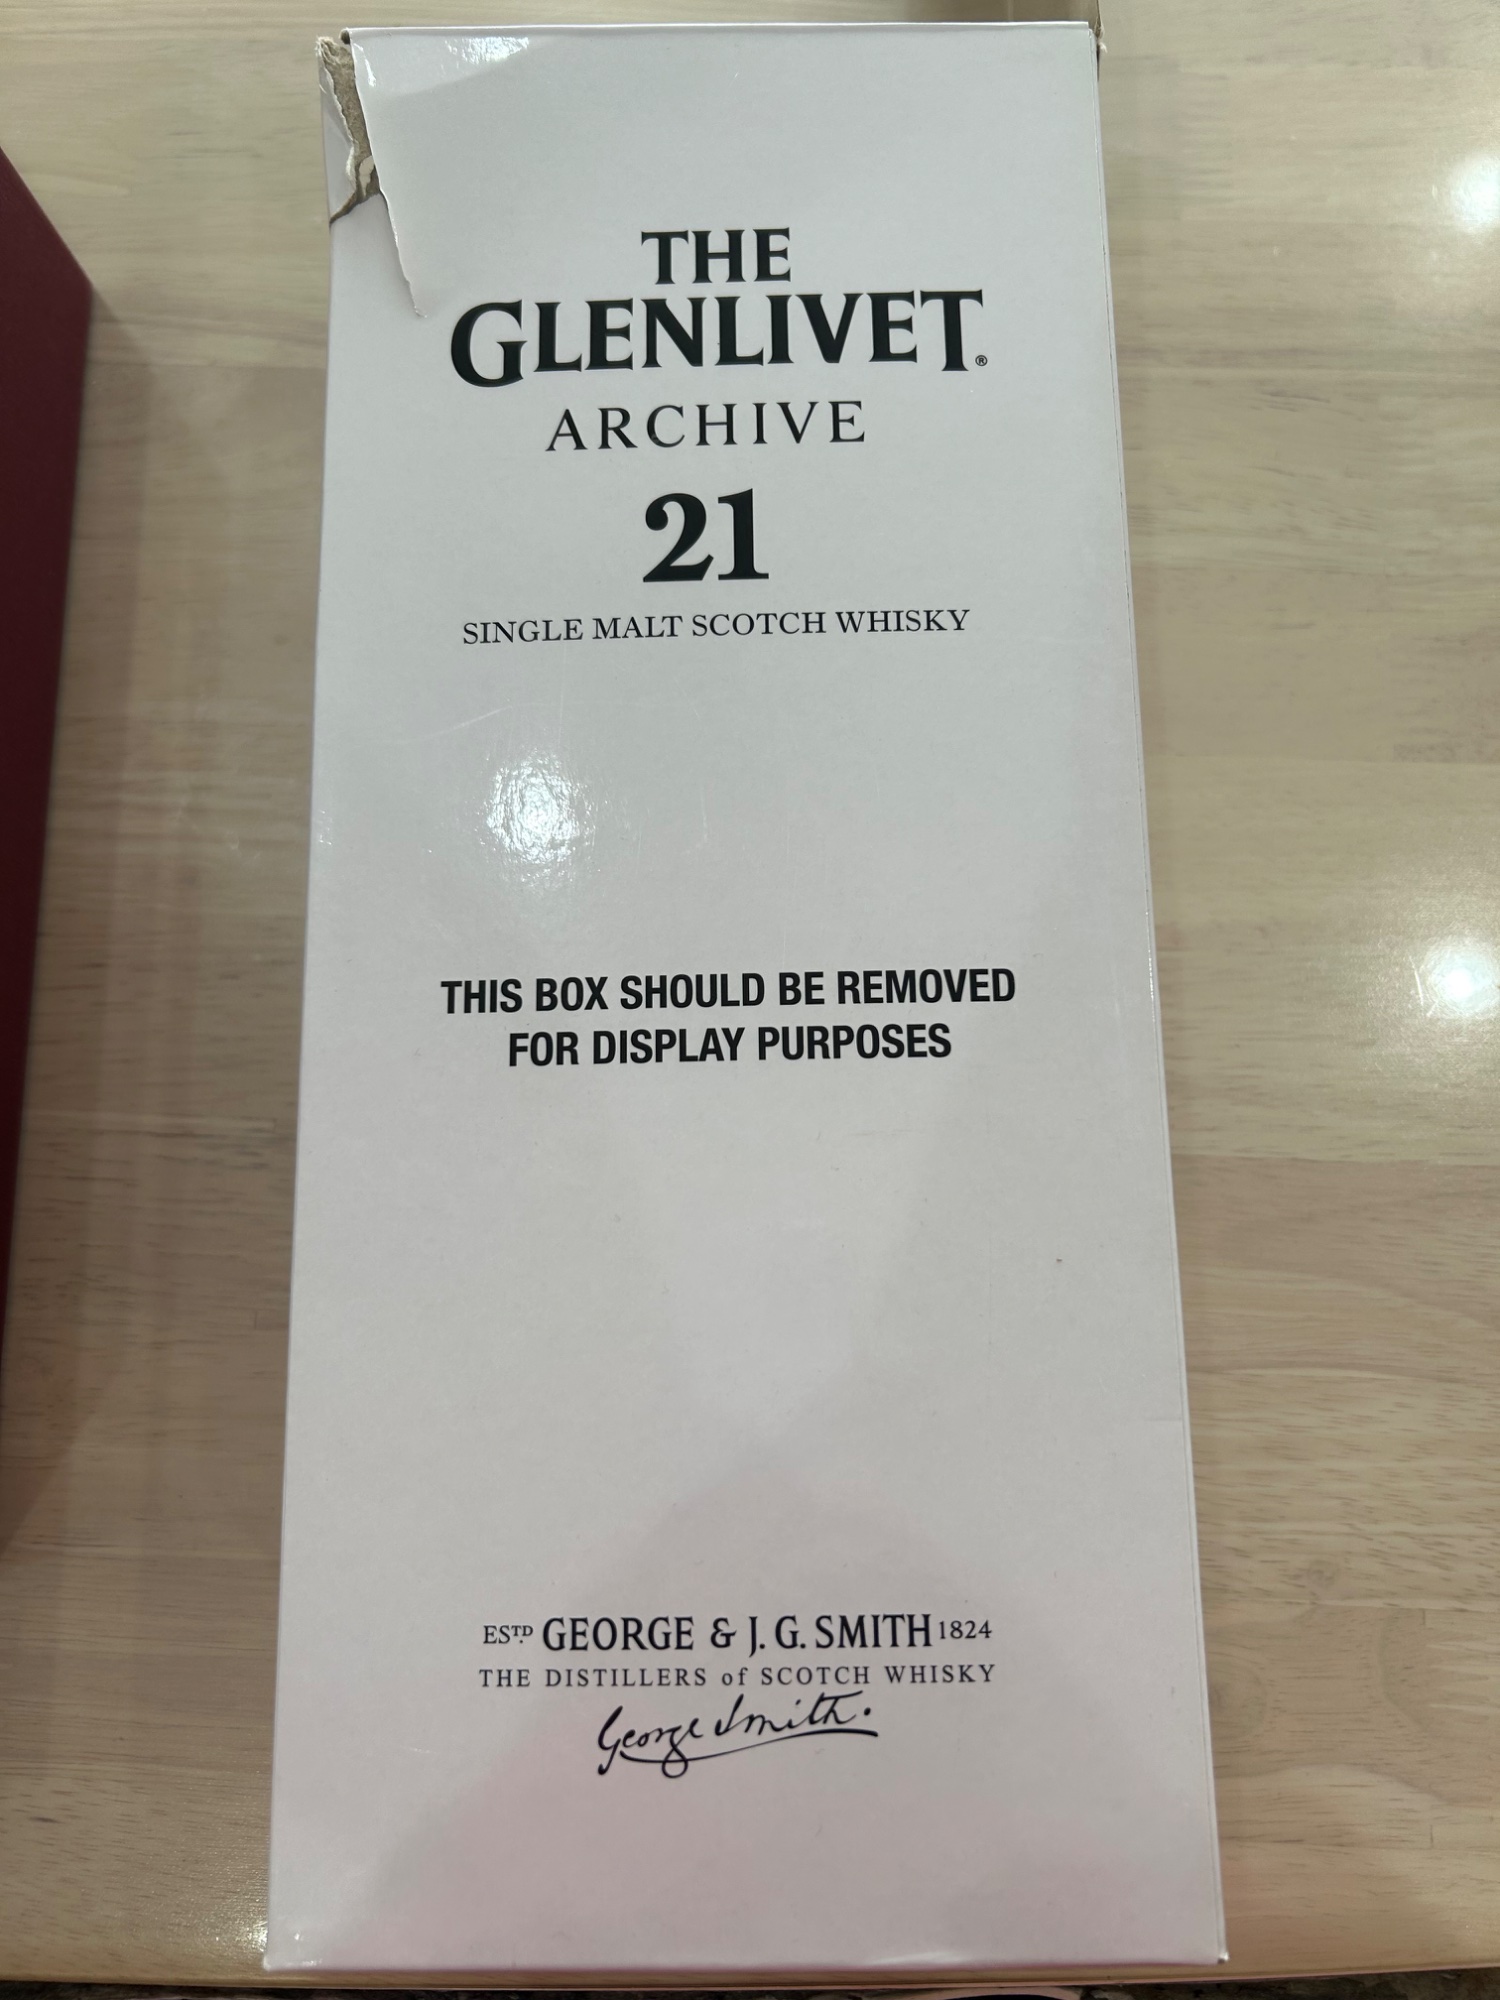 THE
GLENLIVET®
ARCHIVE
21
SINGLE MALT SCOTCH WHISKY
THIS BOX SHOULD BE REMOVED
FOR DISPLAY PURPOSES
ESTD GEORGE & J. G. SMITH 1824
THE DISTILLERS of SCOTCH WHISKY
George Smith.